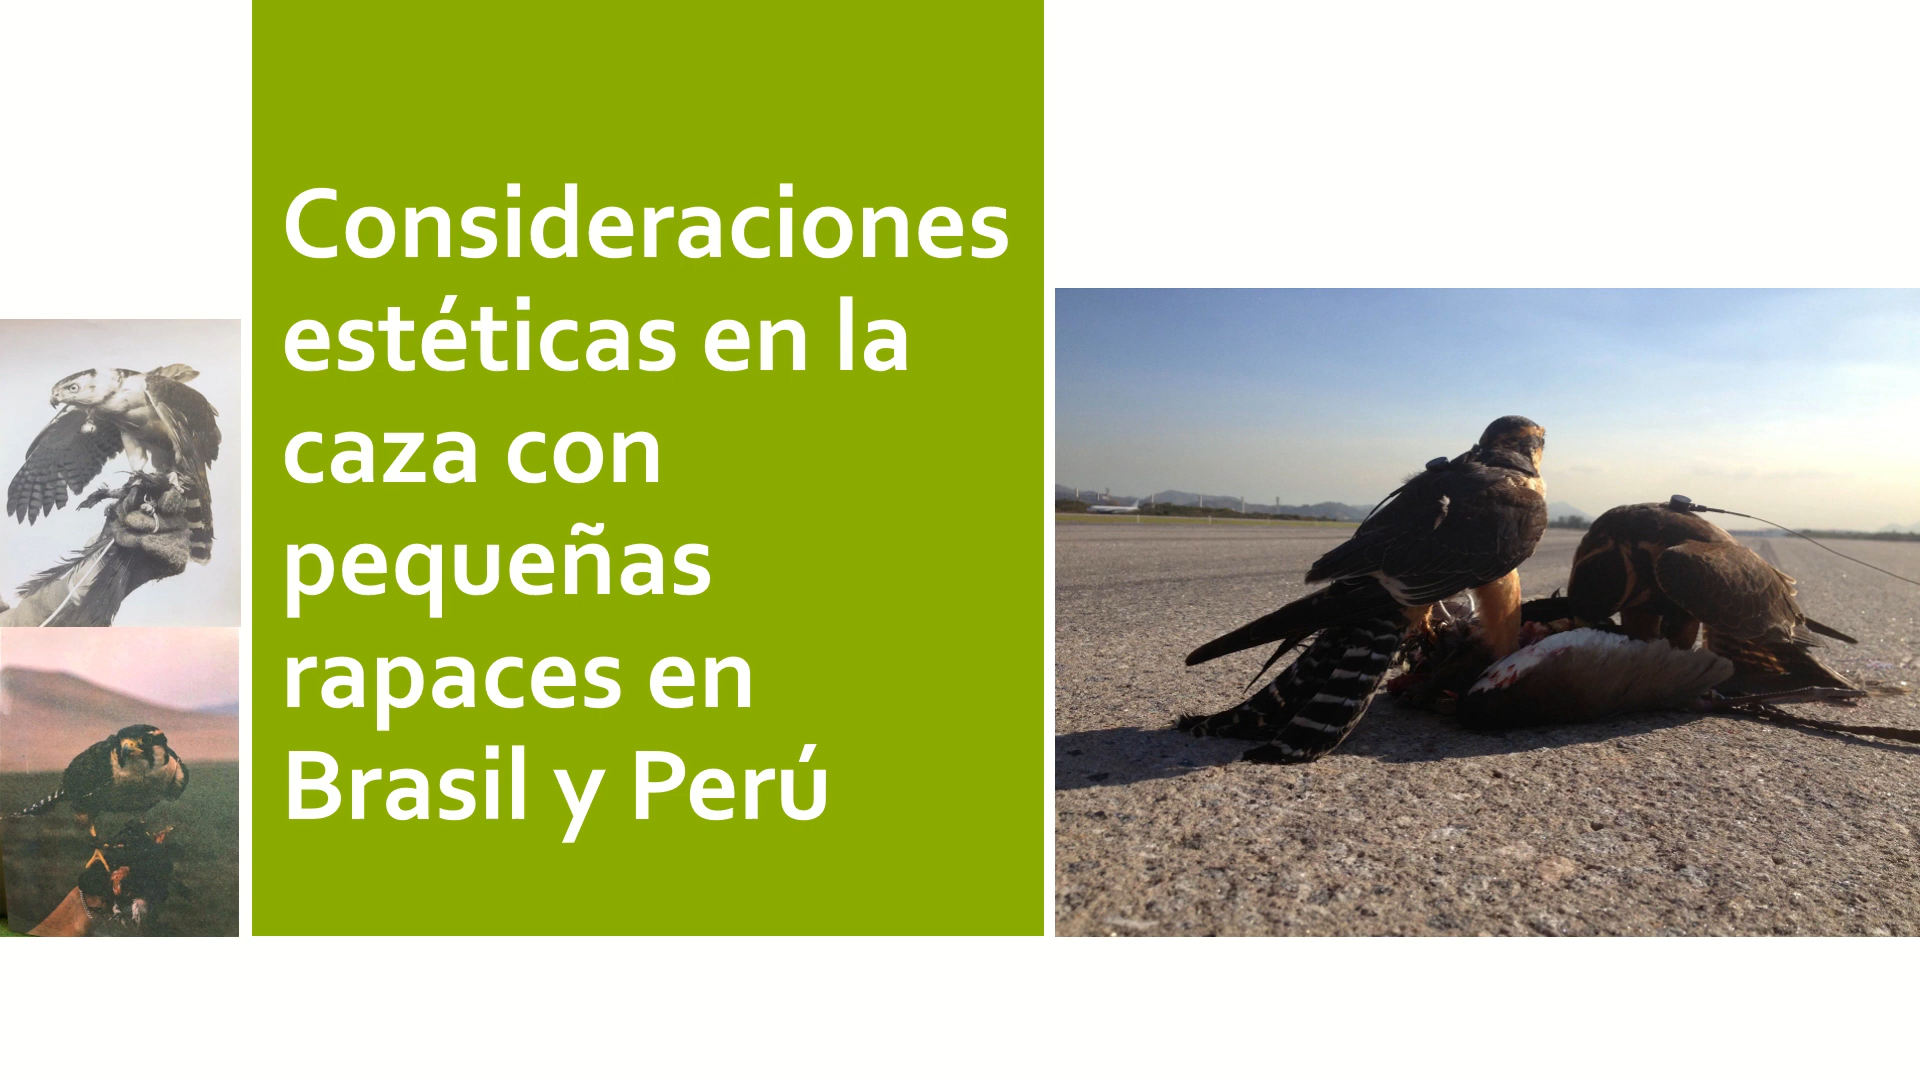 Consideraciones
estéticas en la
caza con
pequeñas
rapaces en
Brasil y Perú